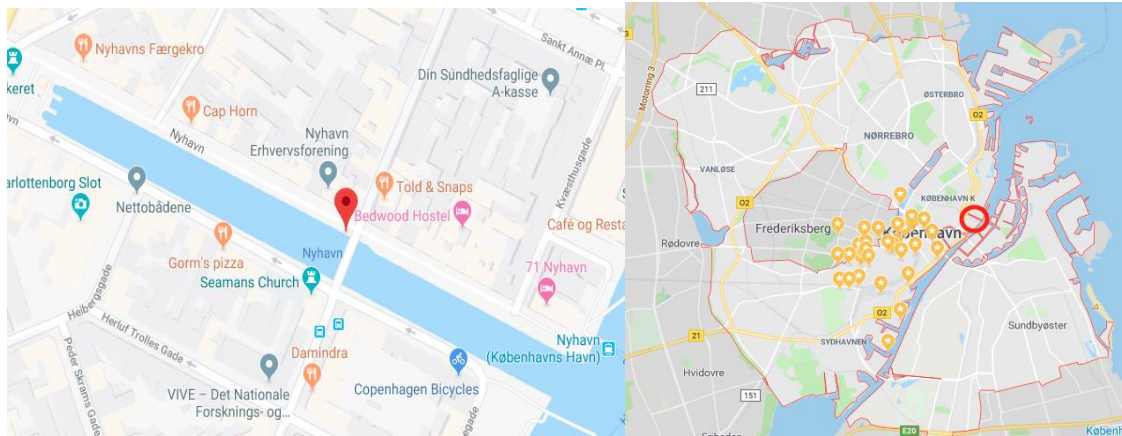 Nyhavns Færgekro
keret
Cap Horn
Nyhavn
avn
Nyhavn
Erhvervsforening
Din Sundhedsfaglige
A-kasse
Sankt Annæ Pl.
Kvæsthusgade
arlottenborg Slot
Nettobådene
Told & Snaps
Bedwood Hostel
Café og Resta
Gorm's pizza
Nyhavn
Seamans Church
71 Nyhavn
Heibergsgade
Herluf Trolles Gade
Peder Skrams Gade
Damindra
Nyhavn
(Københavns Havn)
VIVE – Det Nationale
Forsknings- og...
Copenhagen Bicycles
Motorring 3
211
ØSTERBRO
O2
NØRREBRO
VANLØSE
KØBENHAVN K
O2
Frederiksberg
København
Rødovre
O2
21
SYDHAVNEN
Sundbyøster
Hvidovre
151
Friheden
E20
Københ